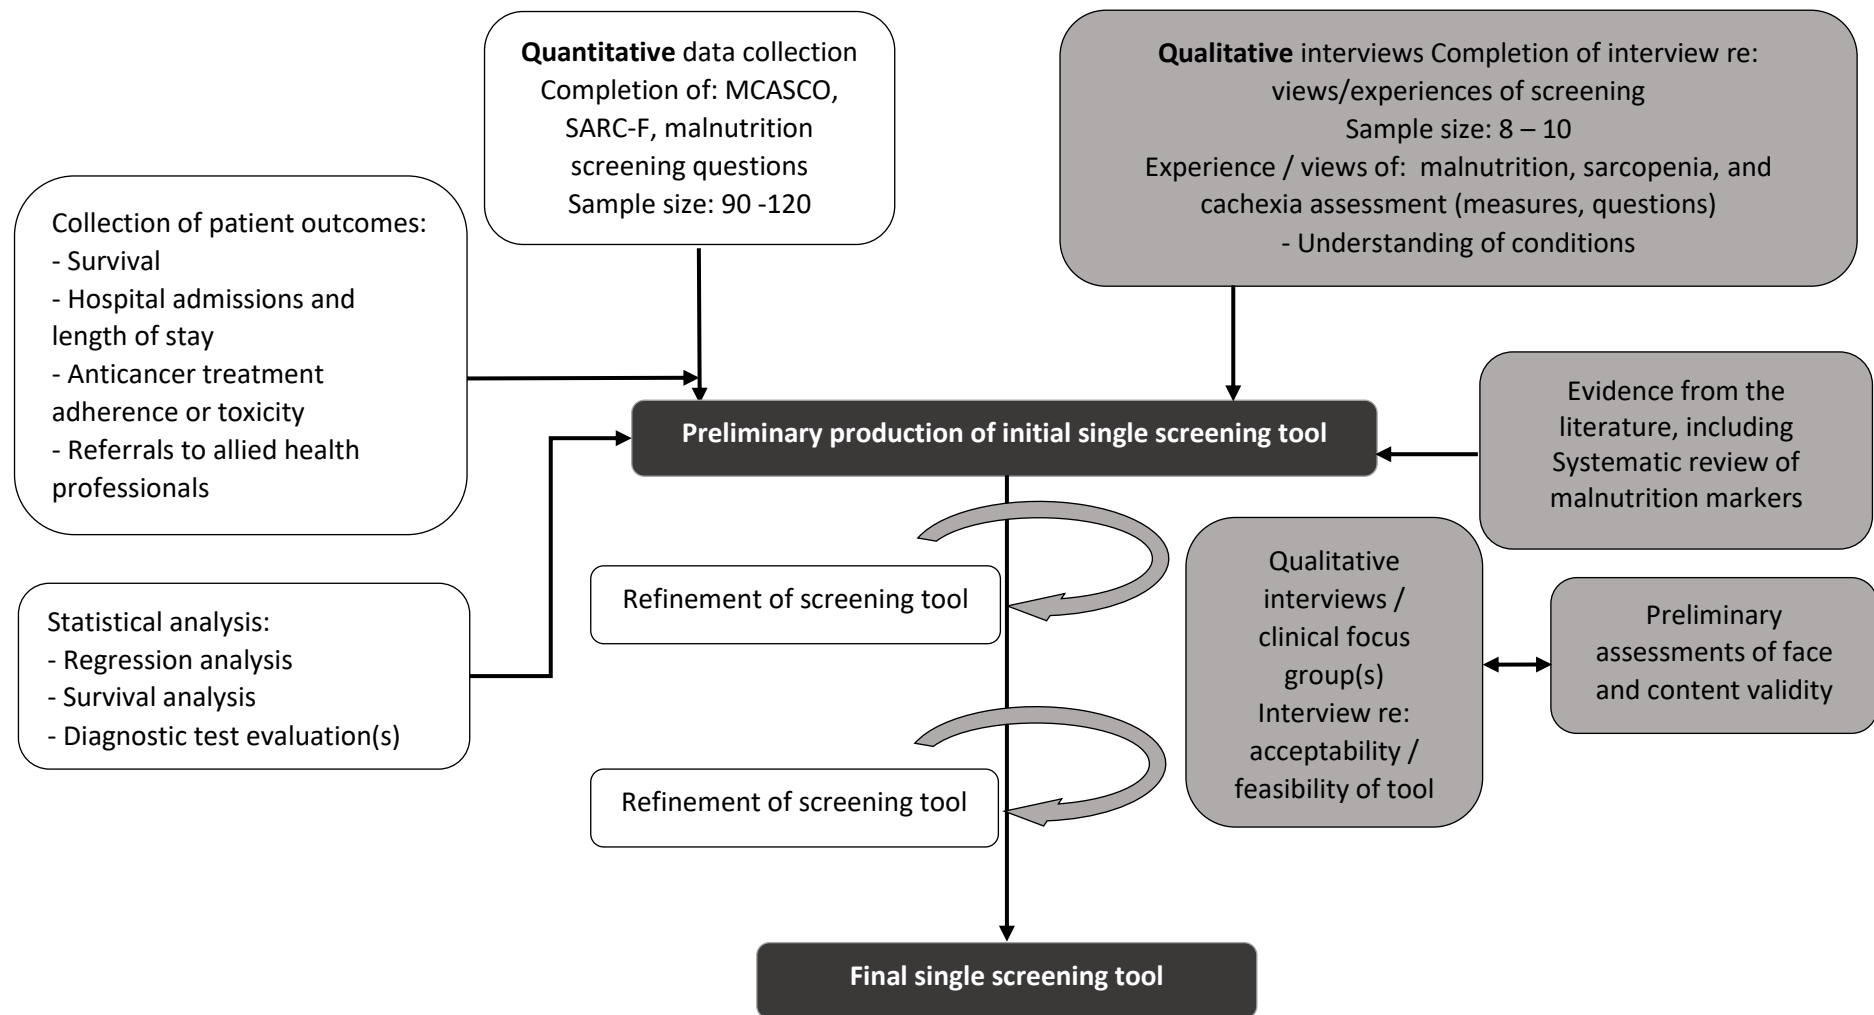 Quantitative data collection
Completion of: MCASCO,
SARC-F, malnutrition
screening questions
Sample size: 90 -120
Qualitative interviews Completion of interview re:
views/experiences of screening
Sample size: 8 – 10
Experience / views of:  malnutrition, sarcopenia, and
cachexia assessment (measures, questions)
- Understanding of conditions
Collection of patient outcomes:
- Survival
- Hospital admissions and
length of stay
- Anticancer treatment
adherence or toxicity
- Referrals to allied health
professionals
Preliminary production of initial single screening tool
Evidence from the
literature, including
Systematic review of
malnutrition markers
Statistical analysis:
- Regression analysis
- Survival analysis
- Diagnostic test evaluation(s)
Refinement of screening tool
Qualitative
interviews /
clinical focus
group(s)
Interview re:
acceptability /
feasibility of tool
Preliminary
assessments of face
and content validity
Refinement of screening tool
Final single screening tool